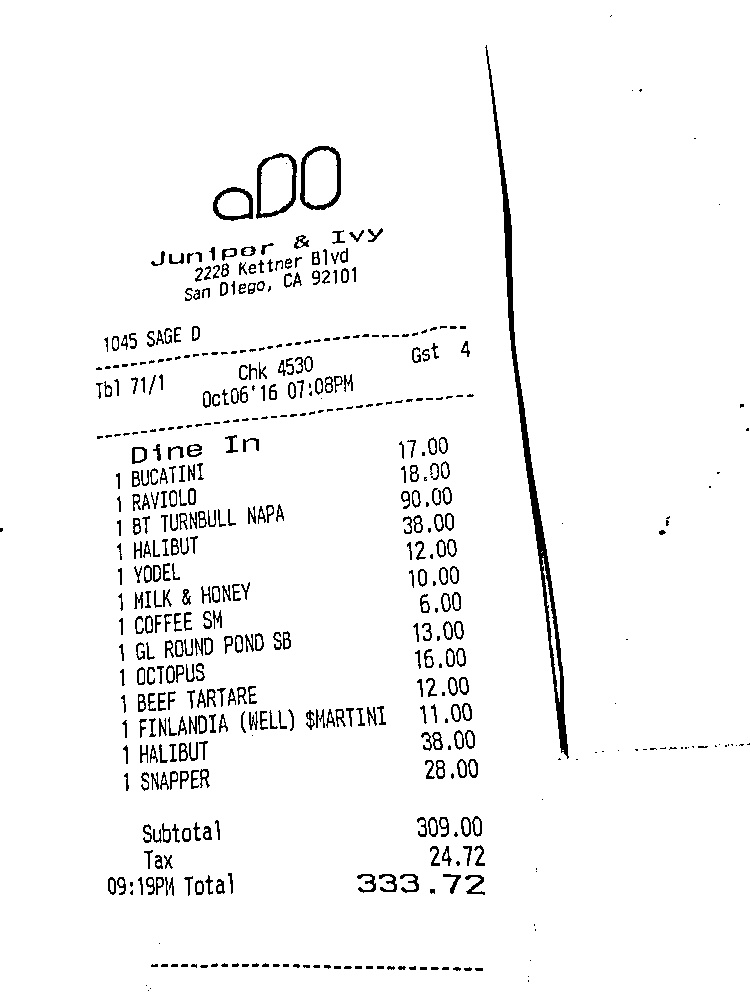 Juniper & Ivy
2228 Kettner Blvd
San Diego, CA 92101
1045 SAGE D
Tbl 71/1 Chk 4530 Gst 4
Oct06'16 07:08PM
Dine In
1 BUCATINI 17.00
1 RAVIOLO 18.00
1 BT TURNBULL NAPA 90.00
1 HALIBUT 38.00
1 YODEL 12.00
1 MILK & HONEY 10.00
1 COFFEE SM 6.00
1 GL ROUND POND SB 13.00
1 OCTOPUS 16.00
1 BEEF TARTARE 12.00
1 FINLANDIA (WELL) $MARTINI 11.00
1 HALIBUT 38.00
1 SNAPPER 28.00
Subtotal 309.00
Tax 24.72
09:19PM Total 333.72